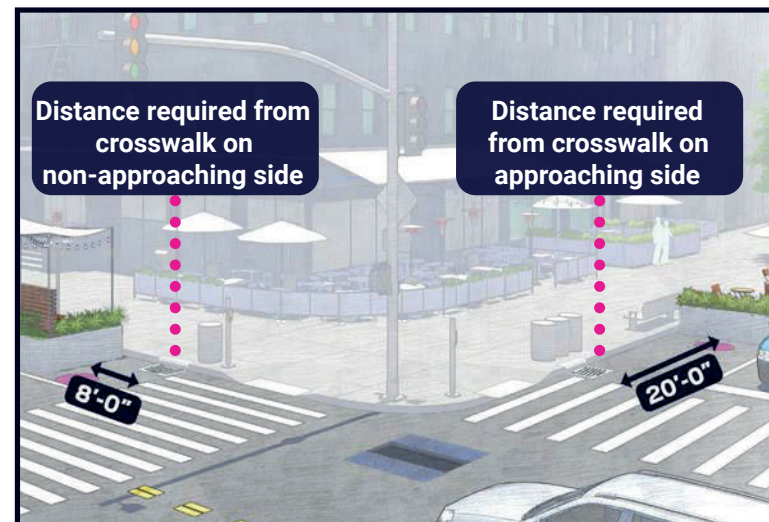 Distance required from
crosswalk on
non-approaching side
Distance required
from crosswalk on
approaching side
8'-0"
20'-0"